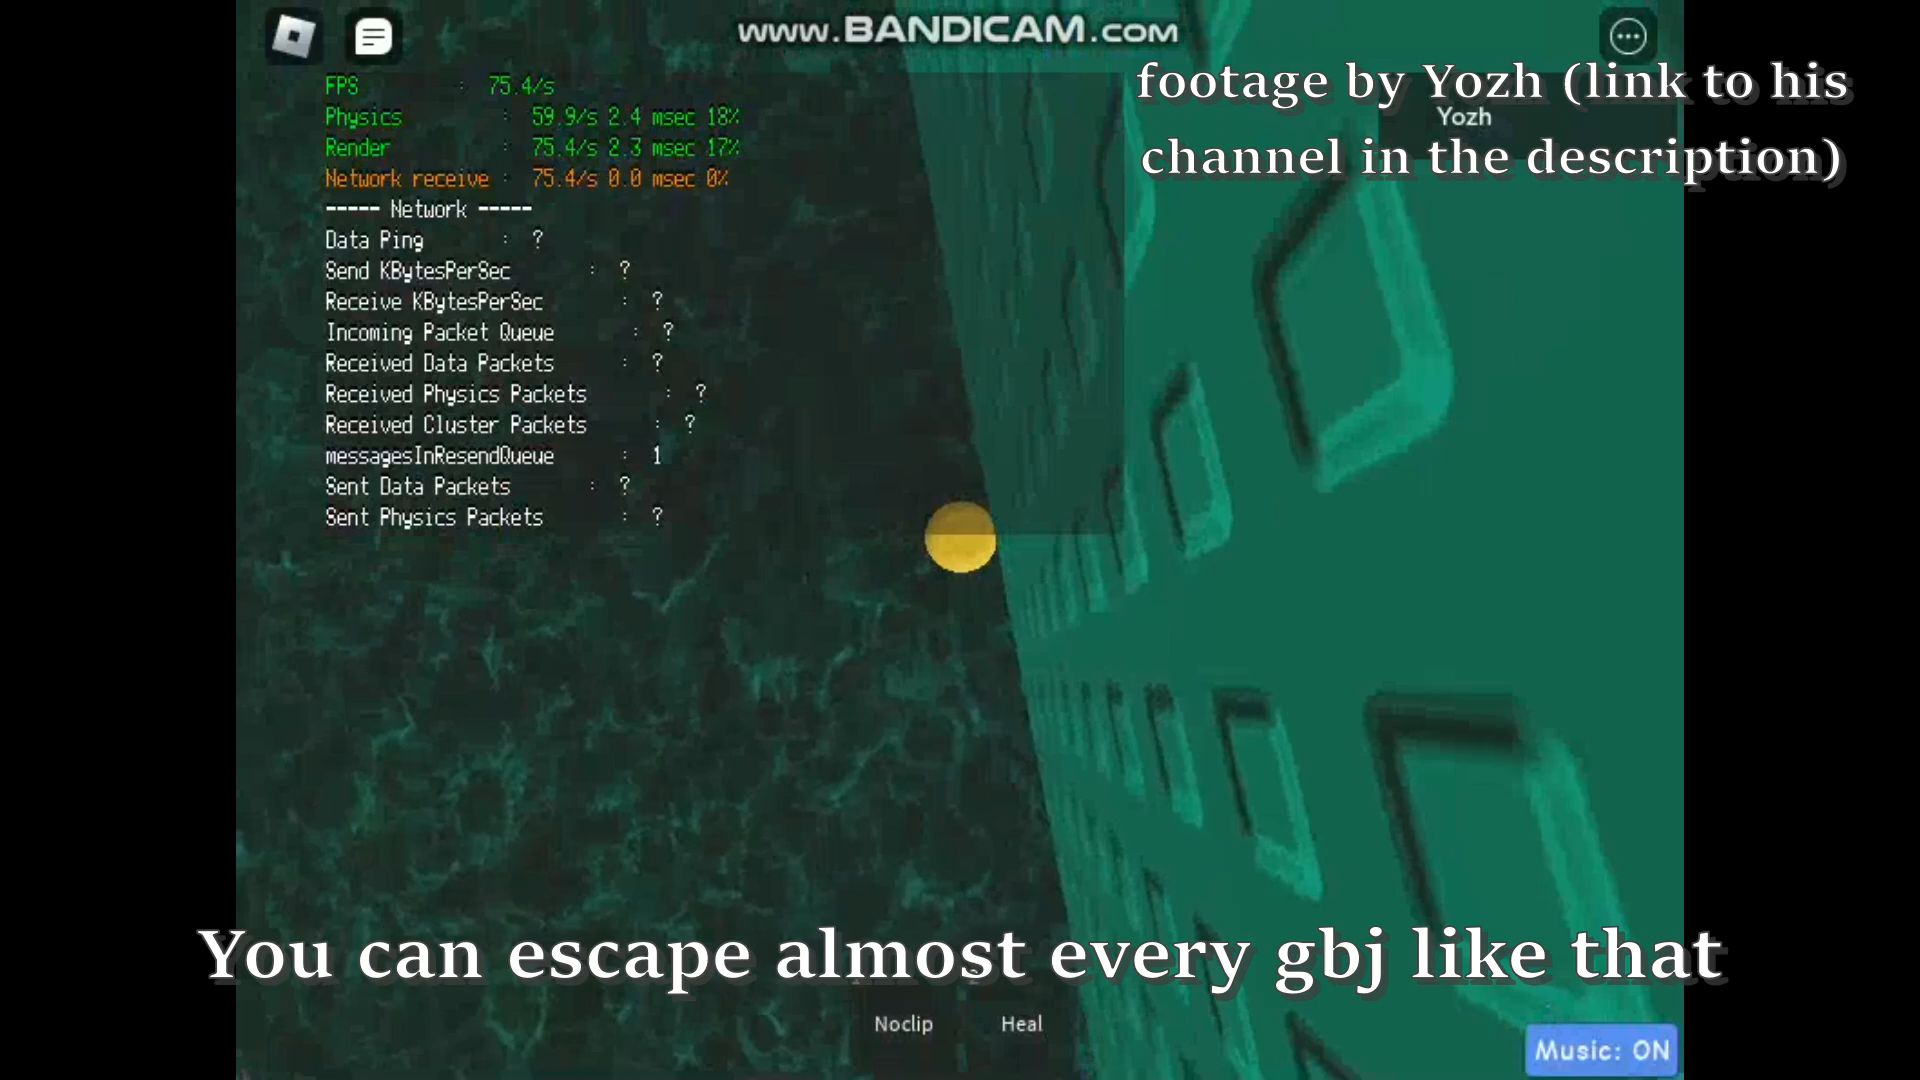 www.BANDICAM.com
footage by Yozh (link to his
Yozh
channel in the description)
FPS : 75.4/s
Physics : 59.9/s 2.4 msec 18%
Render : 75.4/s 2.3 msec 17%
Network receive : 75.4/s 0.0 msec 0%
----- Network -----
Data Ping : ?
Send KBytesPerSec : ?
Receive KBytesPerSec : ?
Incoming Packet Queue : ?
Received Data Packets : ?
Received Physics Packets : ?
Received Cluster Packets : ?
messagesInResendQueue : 1
Sent Data Packets : ?
Sent Physics Packets : ?
You can escape almost every gbj like that
Noclip Heal
Music: ON